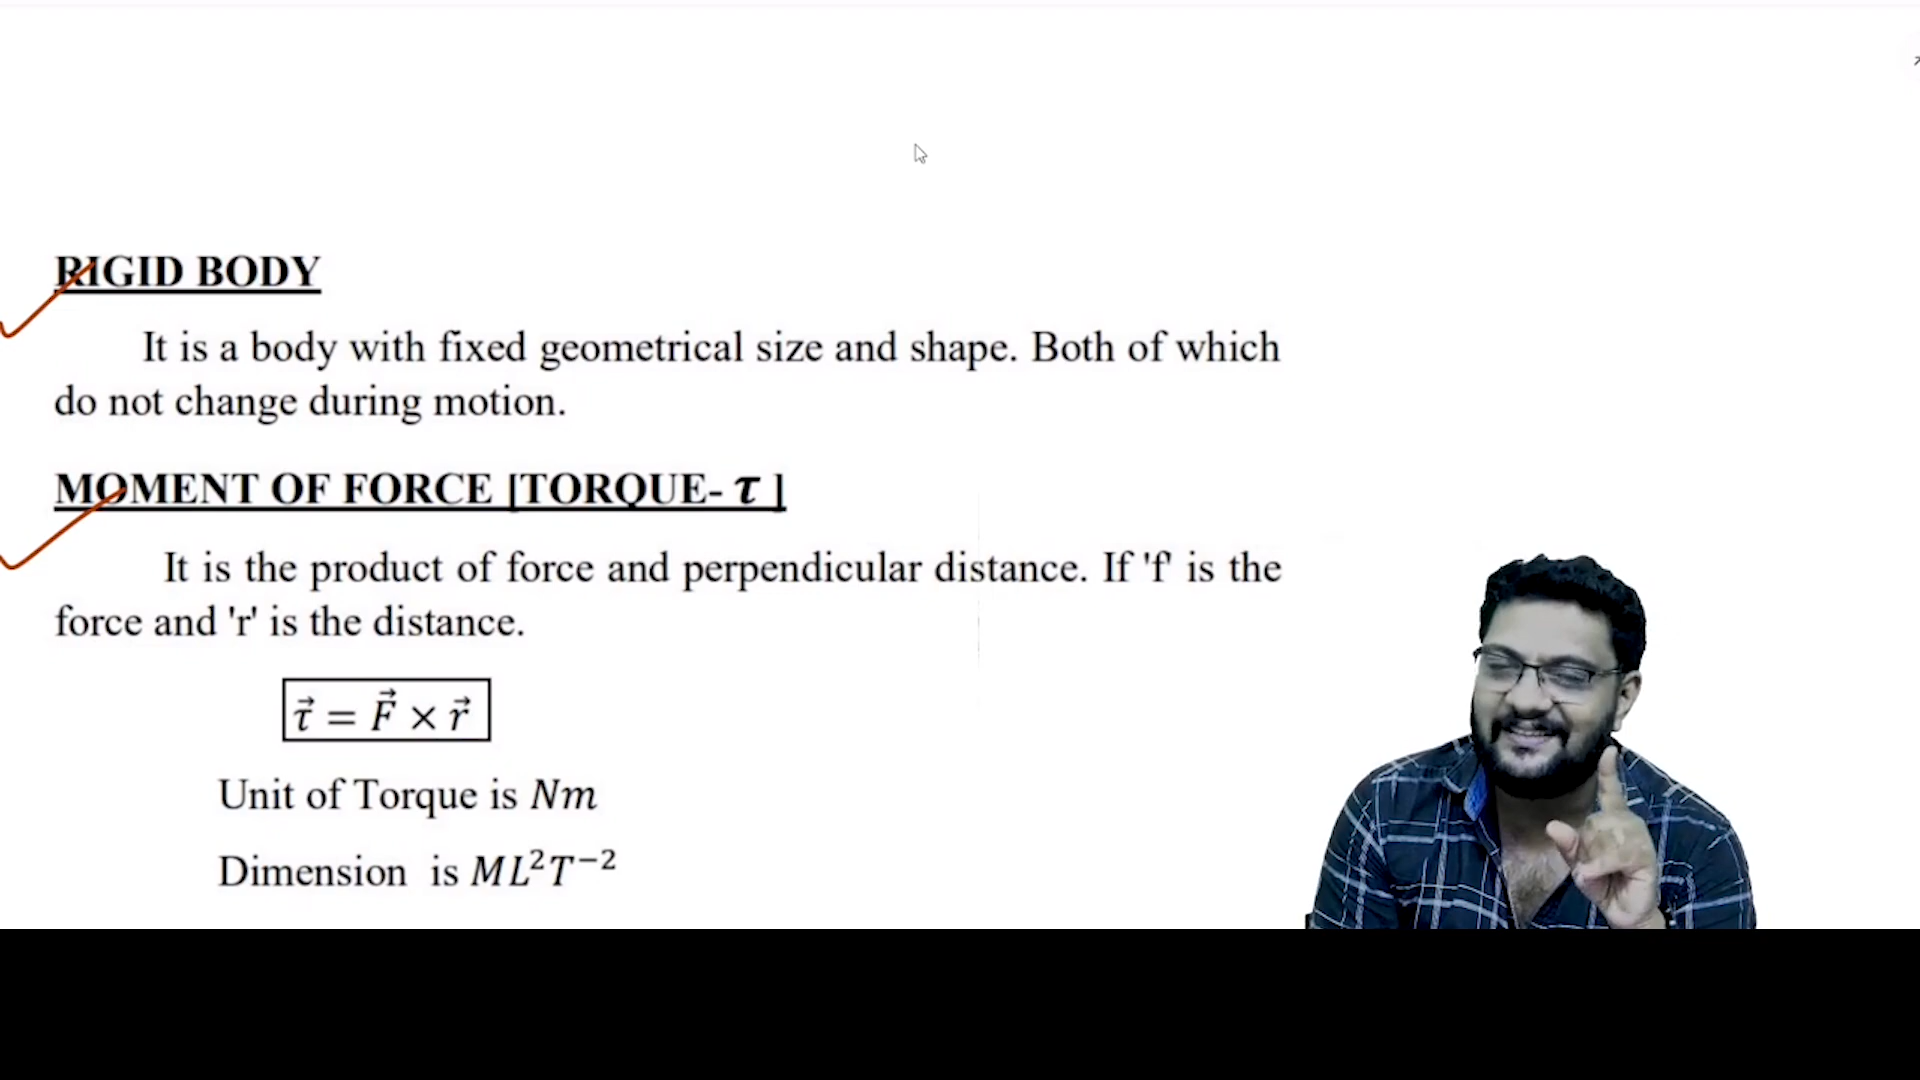 RIGID BODY
It is a body with fixed geometrical size and shape. Both of which
do not change during motion.
MOMENT OF FORCE [TORQUE- τ ]
It is the product of force and perpendicular distance. If 'f' is the
force and 'r' is the distance.
τ⃗ = F⃗ × r⃗
Unit of Torque is Nm
Dimension is ML²T⁻²